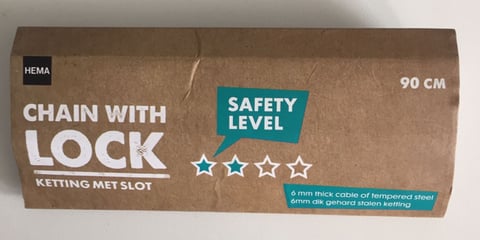 HEMA
90 CM
CHAIN WITH
LOCK
KETTING MET SLOT
SAFETY
LEVEL
6 mm thick cable of tempered steel
6mm dik gehard stalen ketting